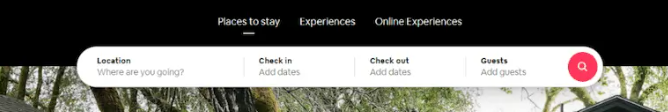 Places to stay Experiences Online Experiences
Location Check in Check out Guests
Where are you going? Add dates Add dates Add guests